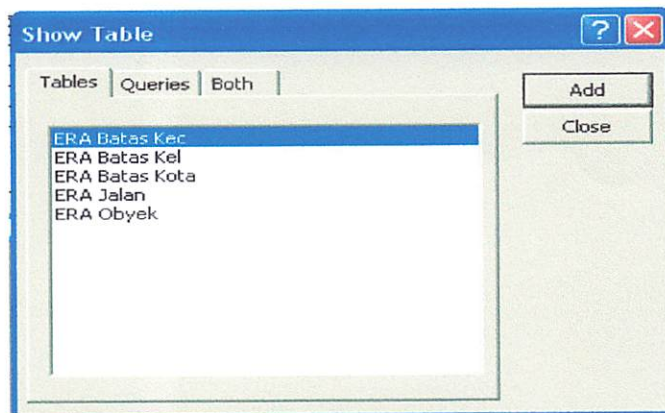 Show Table
Tables Queries Both
Add
Close
ERA Batas Kec
ERA Batas Kel
ERA Batas Kota
ERA Jalan
ERA Obyek